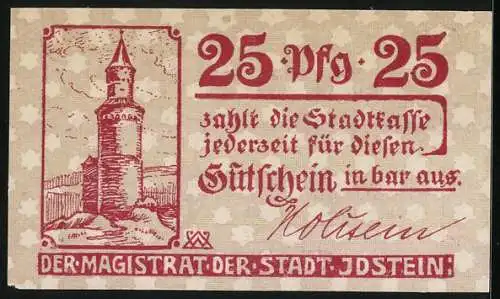 25 · Pfg · 25
zahlt die Stadtkasse
jederzeit für diesen
Gutschein in bar aus.
DER·MAGISTRAT·DER·STADT·JDSTEIN;